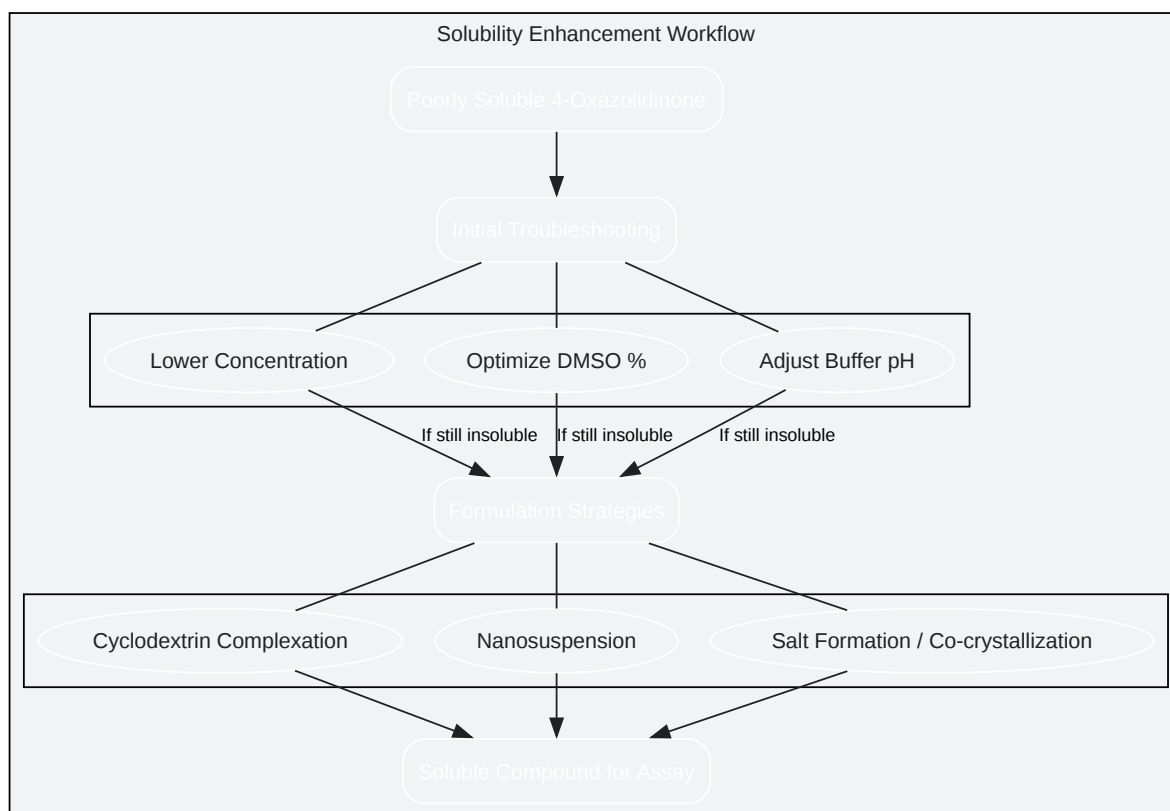 Solubility Enhancement Workflow
Poorly Soluble 4-Oxazolidinone
Initial Troubleshooting
Lower Concentration
Optimize DMSO %
Adjust Buffer pH
If still insoluble
If still insoluble
If still insoluble
Formulation Strategies
Cyclodextrin Complexation
Nanosuspension
Salt Formation / Co-crystallization
Soluble Compound for Assay